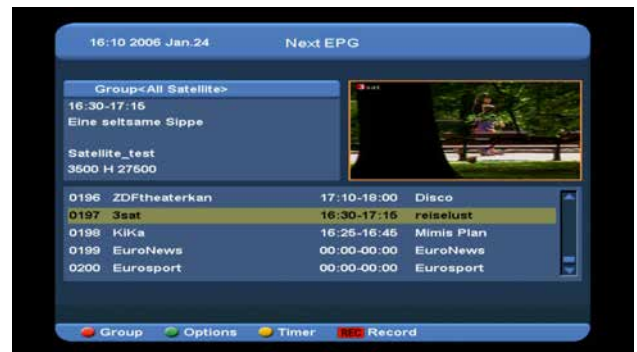 16:10 2006 Jan.24 Next EPG
Group<All Satellite>
16:30-17:15
Eine seltsame Sippe
Satellite_test
3500 H 27500
3sat
0196 ZDFtheaterkan 17:10-18:00 Disco
0197 3sat 16:30-17:15 reiselust
0198 KiKa 16:25-16:45 Mimis Plan
0199 EuroNews 00:00-00:00 EuroNews
0200 Eurosport 00:00-00:00 Eurosport
Group Options Timer REC Record